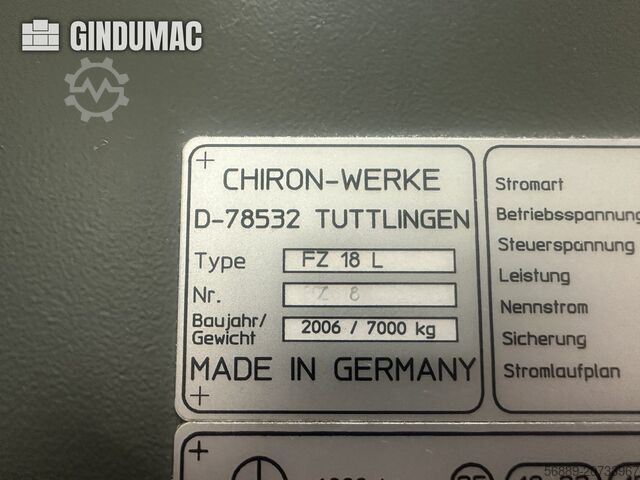 GINDUMAC
CHIRON-WERKE
D-78532 TUTTLINGEN
Type FZ 18 L
Nr. 8
Baujahr/
Gewicht 2006 / 7000 kg
MADE IN GERMANY
Stromart
Betriebsspannung
Steuerspannung
Leistung
Nennstrom
Sicherung
Stromlaufplan